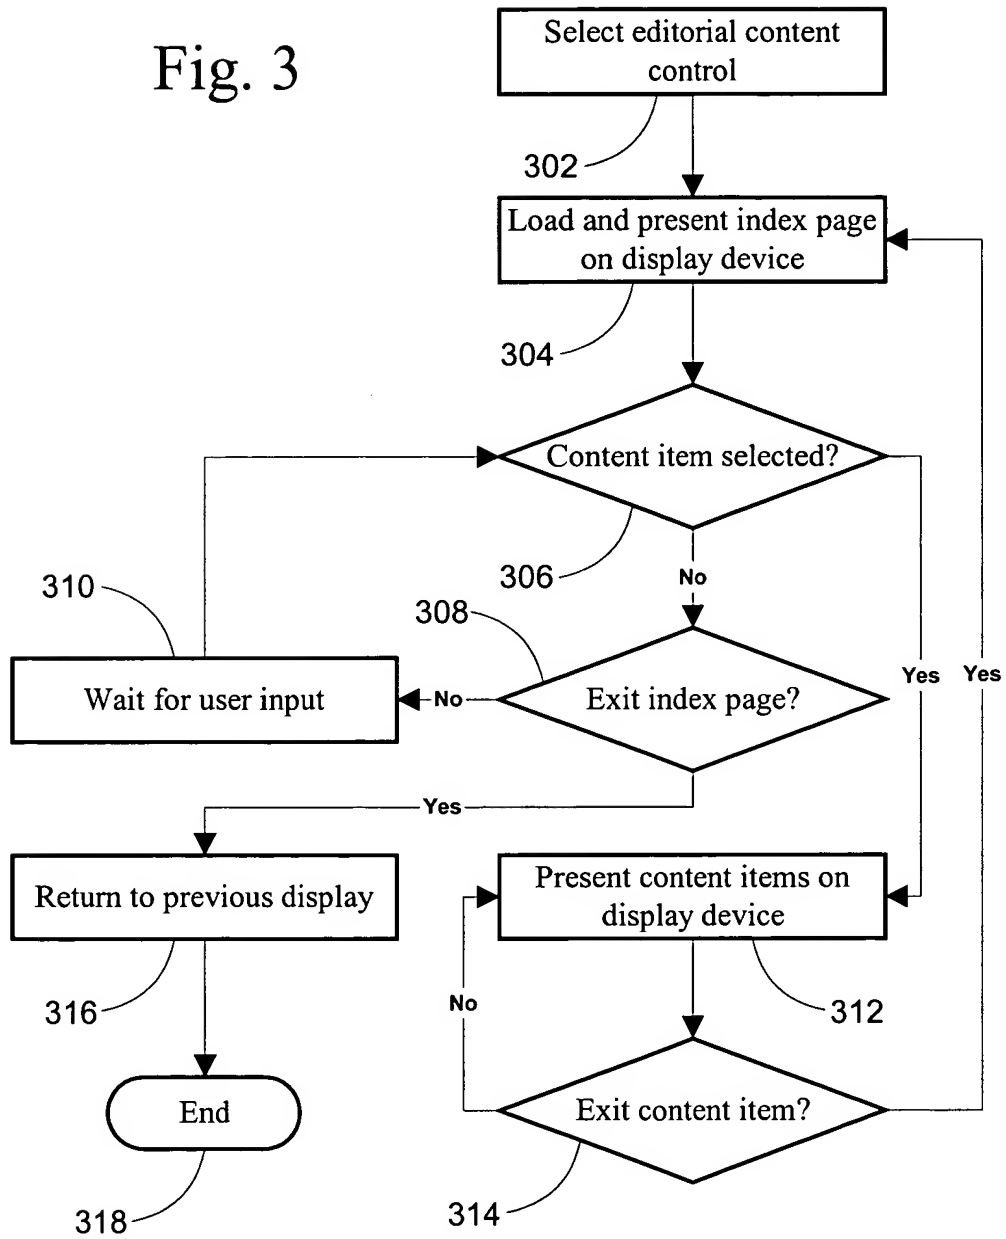 Fig. 3
Select editorial content
control
302
Load and present index page
on display device
304
Content item selected?
306
No
310
308
Wait for user input
No
Exit index page?
Yes
Yes
Yes
Return to previous display
Present content items on
display device
316
No
312
End
Exit content item?
318
314